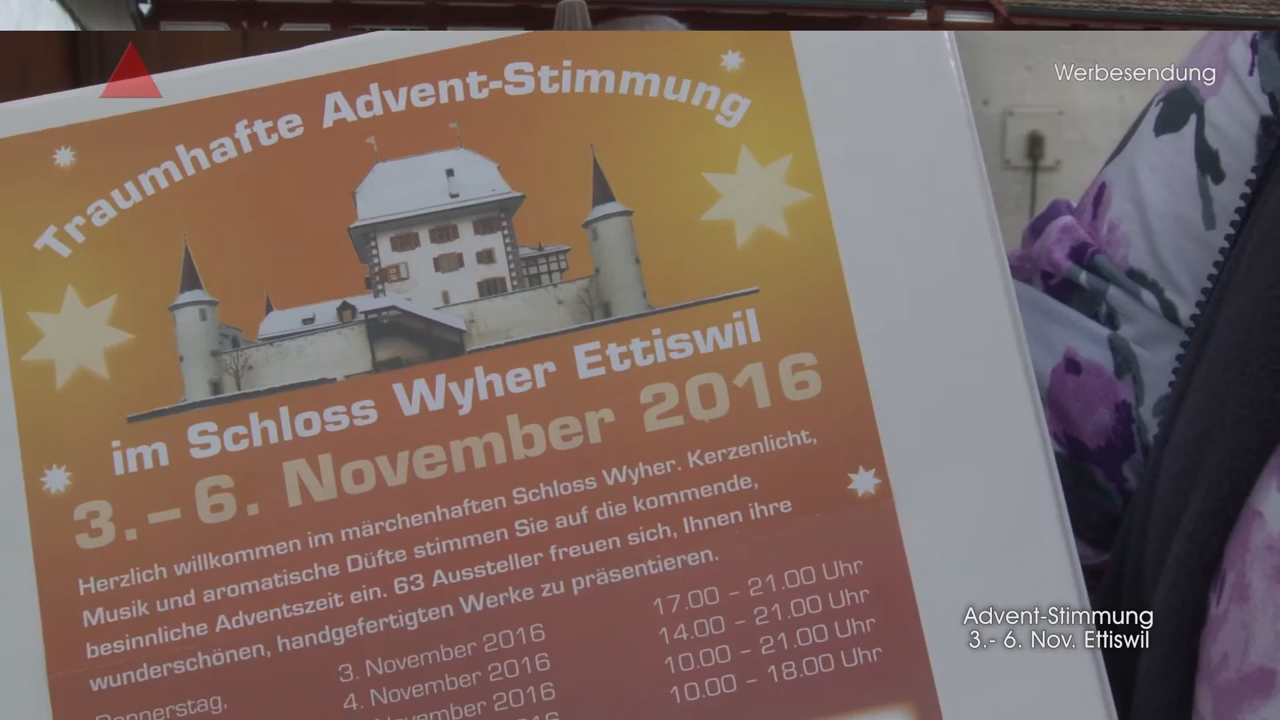 Werbesendung
Traumhafte Advent-Stimmung
im Schloss Wyher Ettiswil
3. – 6. November 2016
Herzlich willkommen im märchenhaften Schloss Wyher. Kerzenlicht,
Musik und aromatische Düfte stimmen Sie auf die kommende,
besinnliche Adventszeit ein. 63 Aussteller freuen sich, Ihnen ihre
wunderschönen, handgefertigten Werke zu präsentieren.
Donnerstag, 3. November 2016 17.00 – 21.00 Uhr
4. November 2016 14.00 – 21.00 Uhr
November 2016 10.00 – 21.00 Uhr
10.00 – 18.00 Uhr
Advent-Stimmung
3.- 6. Nov. Ettiswil